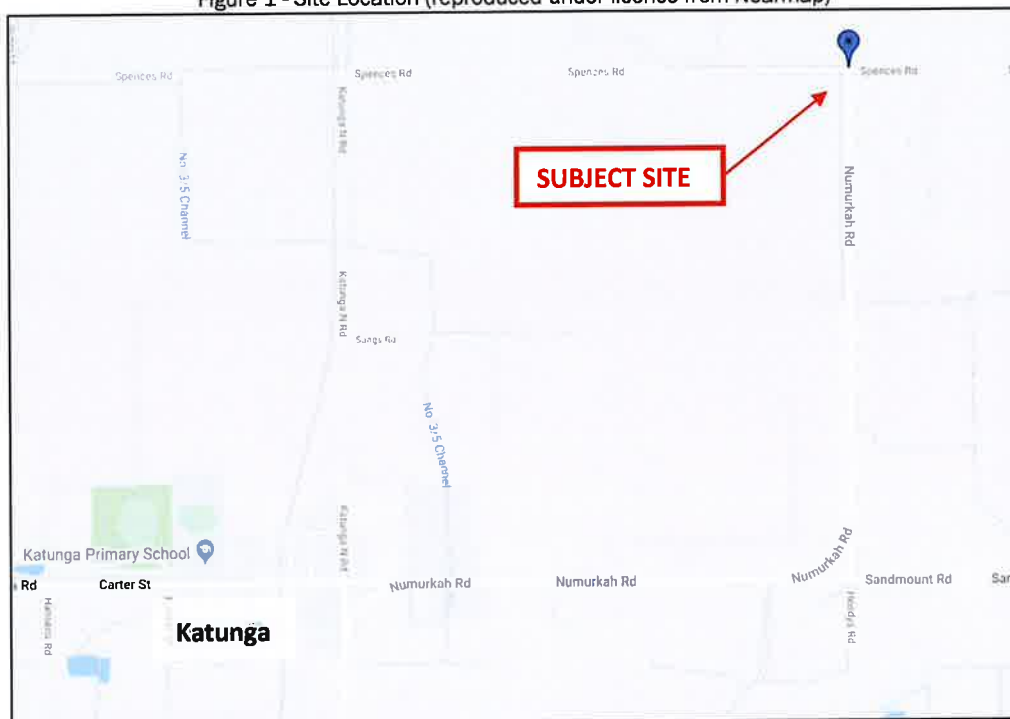 Figure 1 - Site Location (reproduced under licence from Nearmap)
Spences Rd
Spences Rd
Spences Rd
Spences Rd
Katunga N Rd
SUBJECT SITE
No 3/5 Channel
Numurkah Rd
Katunga N Rd
No 3/5 Channel
Katunga N Rd
Katunga Primary School
Numurkah Rd
Rd
Carter St
Numurkah Rd
Numurkah Rd
Sandmount Rd
Katunga